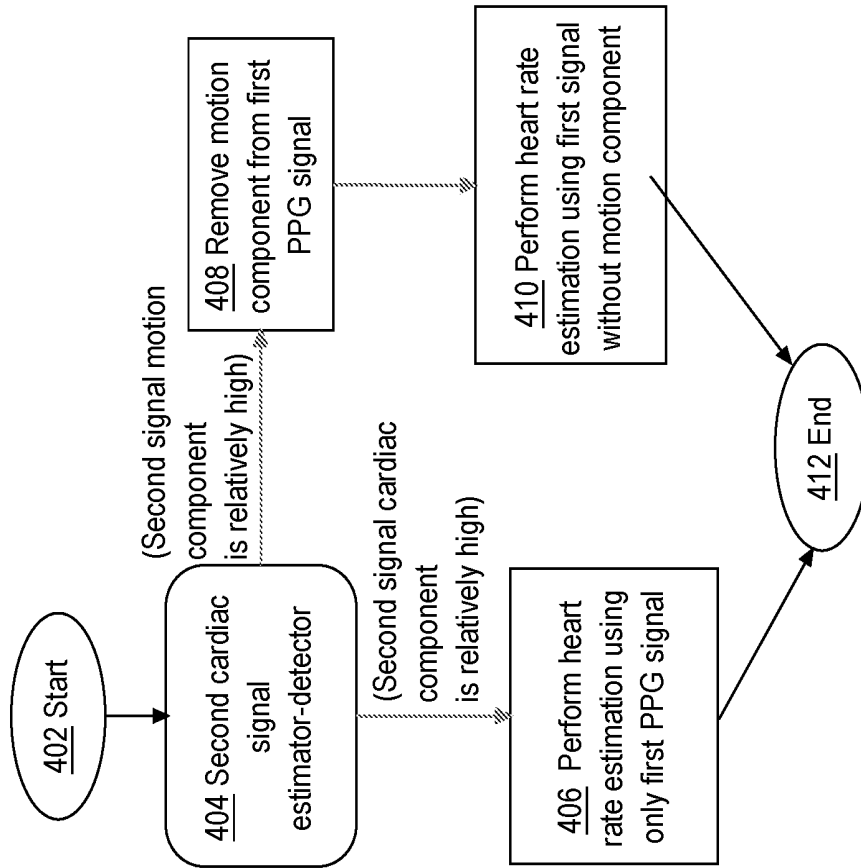 402 Start
404 Second cardiac
signal
estimator-detector
(Second signal motion
component
is relatively high)
408 Remove motion
component from first
PPG signal
(Second signal cardiac
component
is relatively high)
406 Perform heart
rate estimation using
only first PPG signal
410 Perform heart rate
estimation using first signal
without motion component
412 End